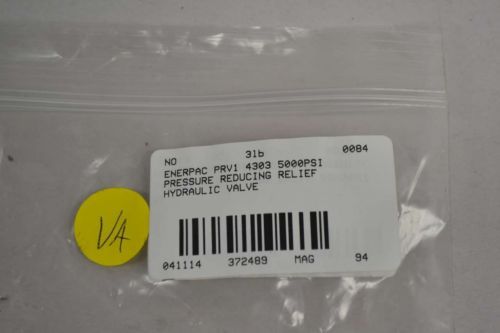 NO 3lb 0084
ENERPAC PRV1 4303 5000PSI
PRESSURE REDUCING RELIEF
HYDRAULIC VALVE
041114 372489 MAG 94
VA